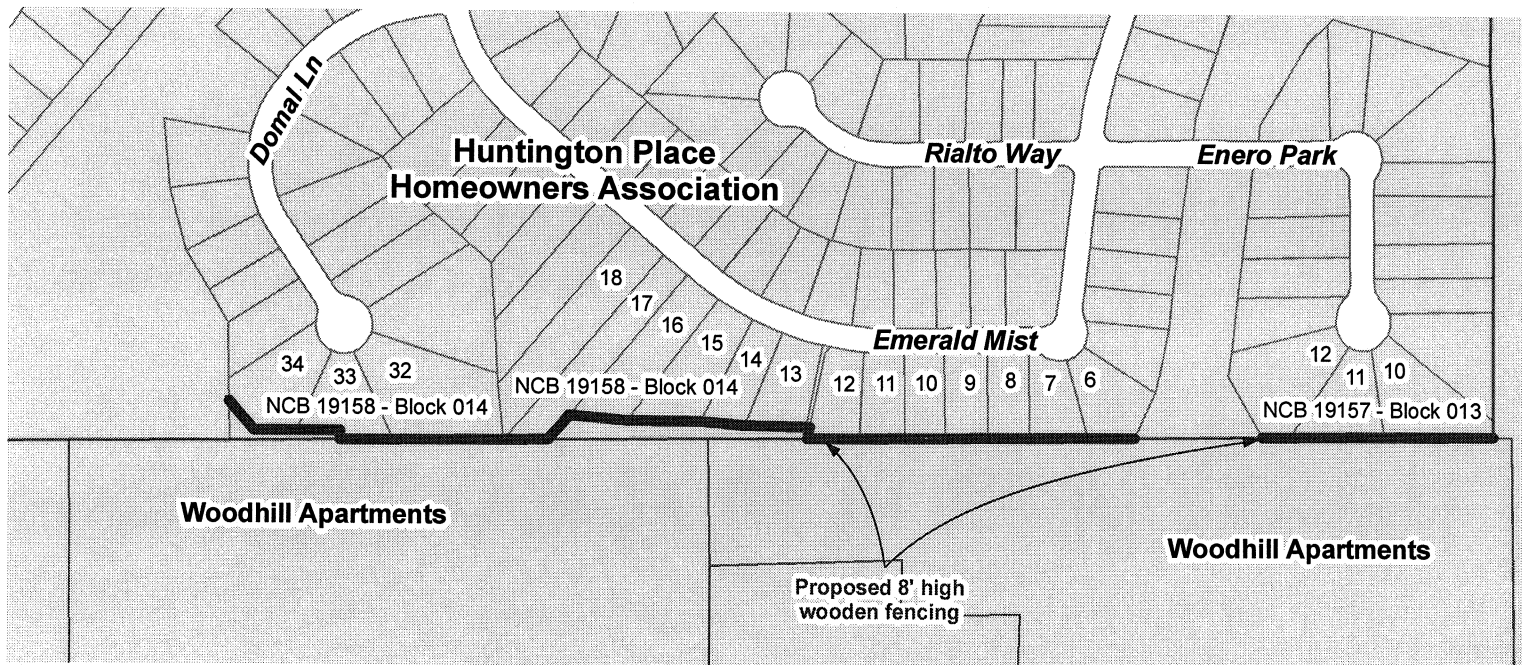 Domal Ln
Huntington Place
Homeowners Association
Rialto Way
Enero Park
18
17
16
15
14
13
Emerald Mist
12
11
10
9
8
7
6
12
11
10
34
33
32
NCB 19158 - Block 014
NCB 19158 - Block 014
NCB 19157 - Block 013
Woodhill Apartments
Woodhill Apartments
Proposed 8' high
wooden fencing